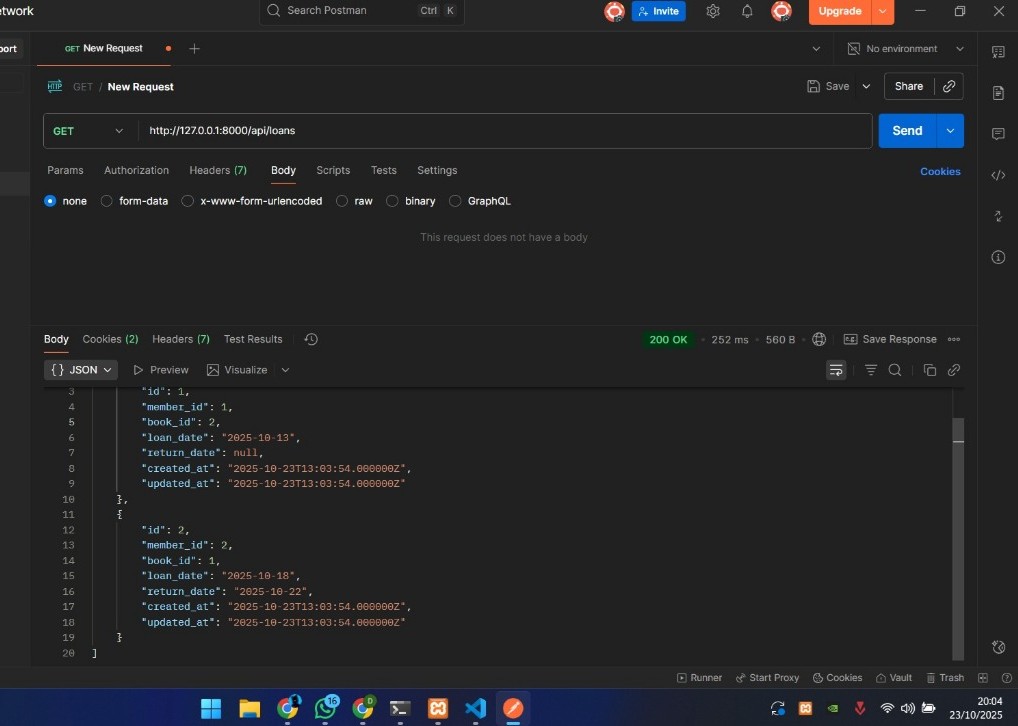 etwork
Search Postman
Ctrl K
Invite
Upgrade
port
GET New Request
No environment
HTTP GET / New Request
Save
Share
GET
http://127.0.0.1:8000/api/loans
Send
Params Authorization Headers (7) Body Scripts Tests Settings
Cookies
none form-data x-www-form-urlencoded raw binary GraphQL
This request does not have a body
Body Cookies (2) Headers (7) Test Results
200 OK 252 ms 560 B
Save Response
{} JSON Preview Visualize
3 "id": 1,
4 "member_id": 1,
5 "book_id": 2,
6 "loan_date": "2025-10-13",
7 "return_date": null,
8 "created_at": "2025-10-23T13:03:54.000000Z",
9 "updated_at": "2025-10-23T13:03:54.000000Z"
10 },
11 {
12 "id": 2,
13 "member_id": 2,
14 "book_id": 1,
15 "loan_date": "2025-10-18",
16 "return_date": "2025-10-22",
17 "created_at": "2025-10-23T13:03:54.000000Z",
18 "updated_at": "2025-10-23T13:03:54.000000Z"
19 }
20 ]
Runner Start Proxy Cookies Vault Trash
16
D
20:04
23/10/2025